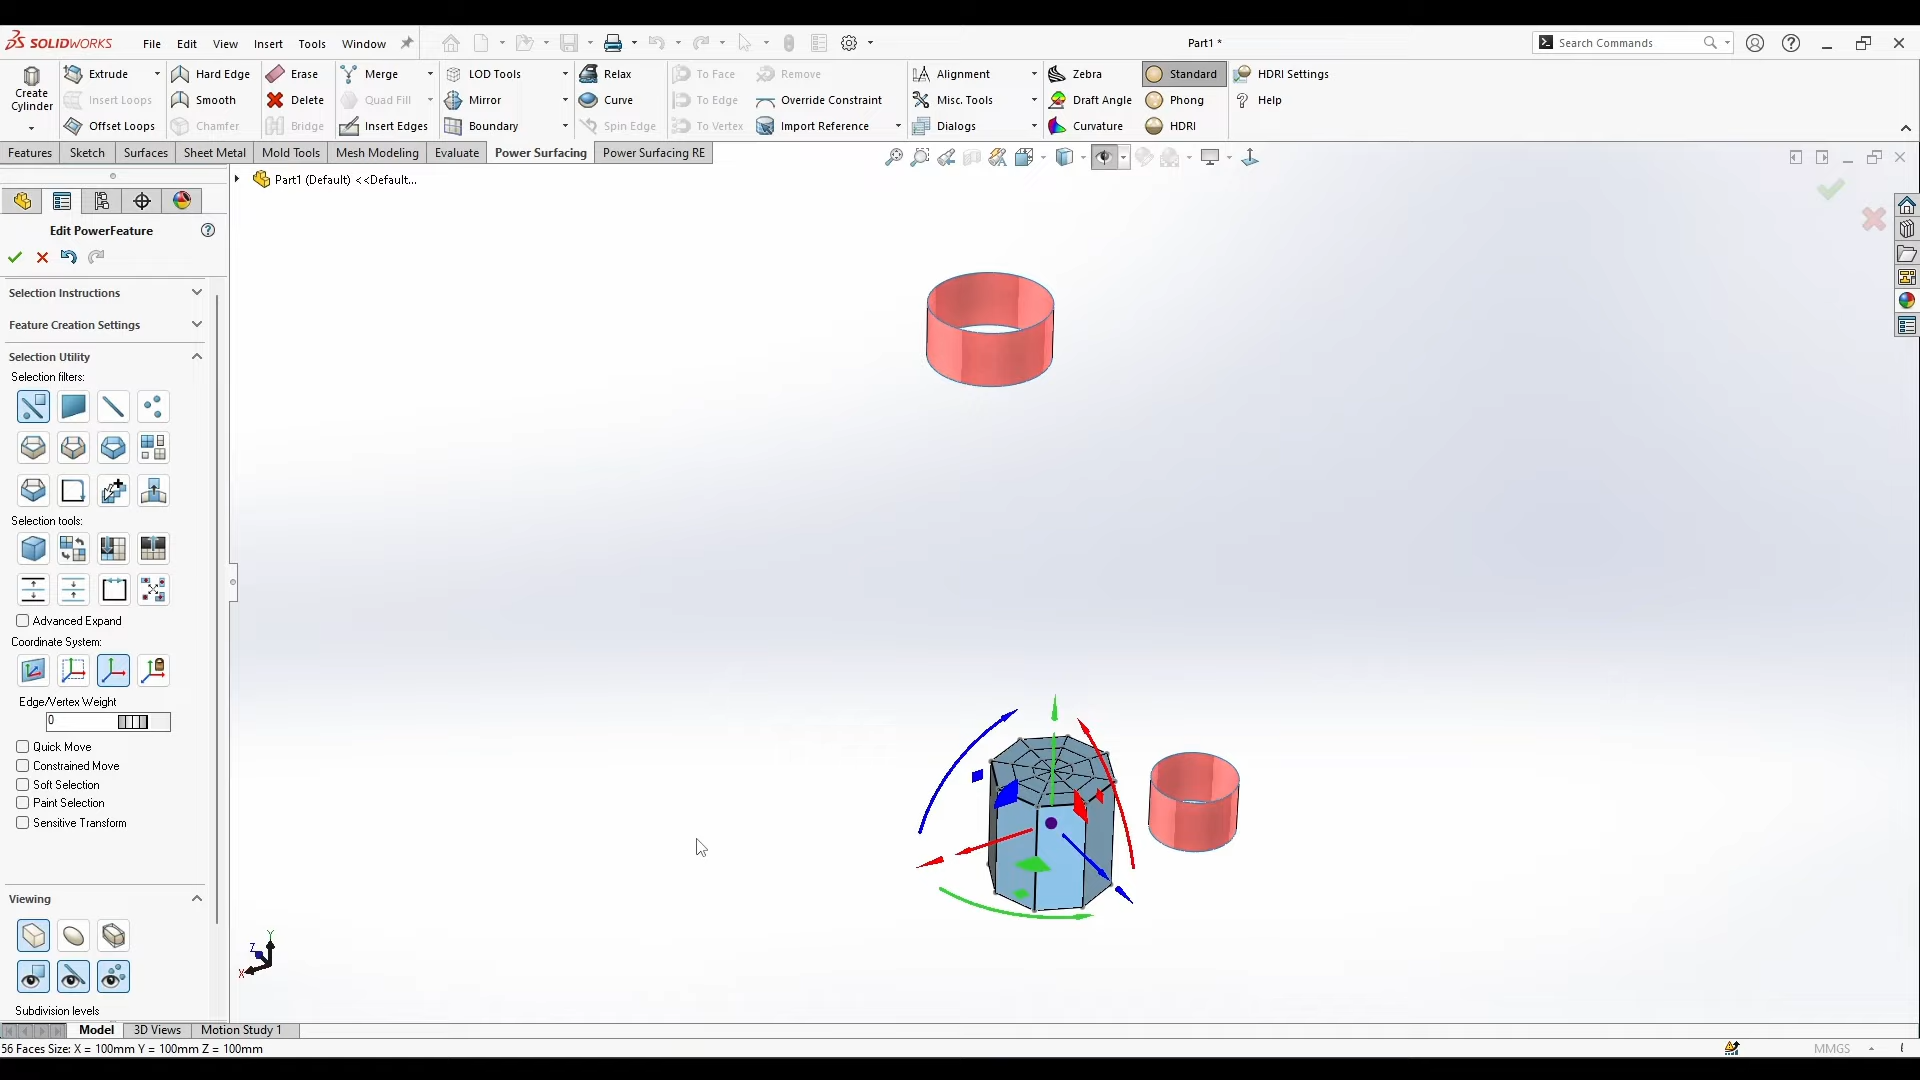 SOLIDWORKS File Edit View Insert Tools Window Part1 * Search Commands
Create Cylinder
Extrude Hard Edge Erase Merge LOD Tools Relax To Face Remove Alignment Zebra Standard HDRI Settings
Insert Loops Smooth Delete Quad Fill Mirror Curve To Edge Override Constraint Misc. Tools Draft Angle Phong Help
Offset Loops Chamfer Bridge Insert Edges Boundary Spin Edge To Vertex Import Reference Dialogs Curvature HDRI
Features Sketch Surfaces Sheet Metal Mold Tools Mesh Modeling Evaluate Power Surfacing Power Surfacing RE
Part1 (Default) <<Default...
Edit PowerFeature
Selection Instructions
Feature Creation Settings
Selection Utility
Selection filters:
Selection tools:
Advanced Expand
Coordinate System:
Edge/Vertex Weight
0
Quick Move
Constrained Move
Soft Selection
Paint Selection
Sensitive Transform
Viewing
Y
Z
X
Subdivision levels
Model 3D Views Motion Study 1
56 Faces Size: X = 100mm Y = 100mm Z = 100mm MMGS